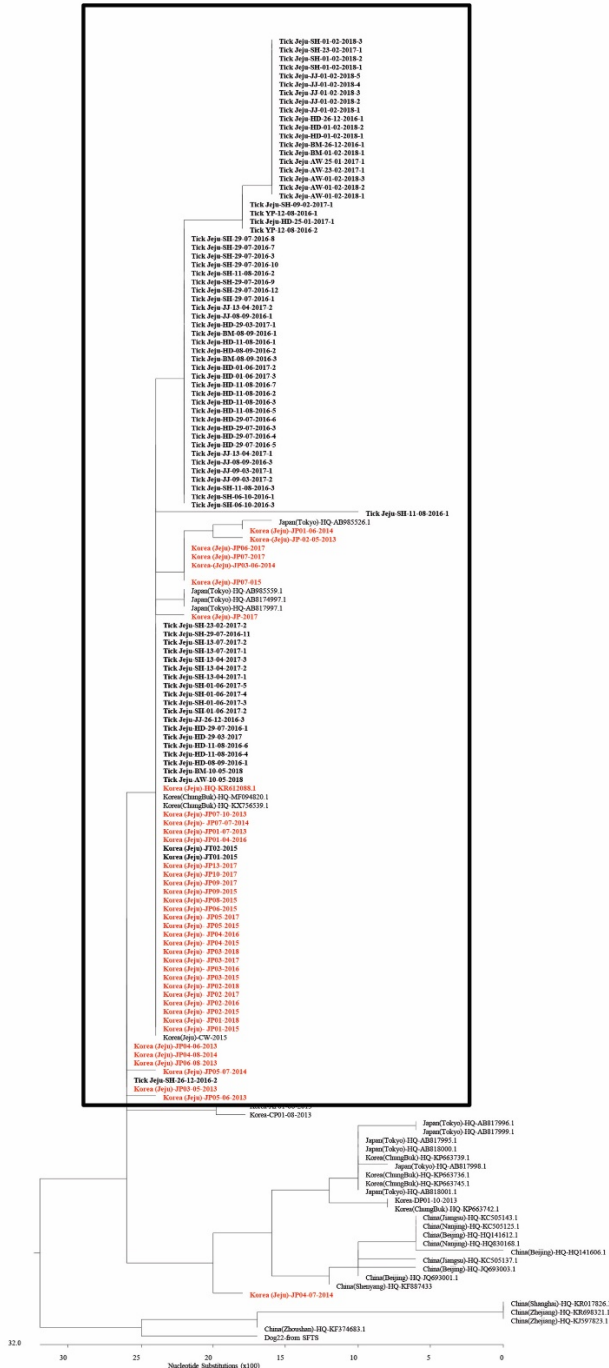 Tick Jeju-SH-01-02-2018-3
Tick Jeju-SH-23-02-2017-1
Tick Jeju-SH-01-02-2018-2
Tick Jeju-SH-01-02-2018-1
Tick Jeju-JJ-01-02-2018-5
Tick Jeju-JJ-01-02-2018-4
Tick Jeju-JJ-01-02-2018-3
Tick Jeju-JJ-01-02-2018-2
Tick Jeju-JJ-01-02-2018-1
Tick Jeju-HD-26-12-2016-1
Tick Jeju-HD-01-02-2018-2
Tick Jeju-HD-01-02-2018-1
Tick Jeju-BM-26-12-2016-1
Tick Jeju-BM-01-02-2018-1
Tick Jeju-AW-25-01-2017-1
Tick Jeju-AW-23-02-2017-1
Tick Jeju-AW-01-02-2018-3
Tick Jeju-AW-01-02-2018-2
Tick Jeju-AW-01-02-2018-1
Tick Jeju-SH-09-02-2017-1
Tick YP-12-08-2016-1
Tick Jeju-HD-25-01-2017-1
Tick YP-12-08-2016-2
Tick Jeju-SH-29-07-2016-8
Tick Jeju-SH-29-07-2016-7
Tick Jeju-SH-29-07-2016-3
Tick Jeju-SH-29-07-2016-10
Tick Jeju-SH-11-08-2016-2
Tick Jeju-SH-29-07-2016-9
Tick Jeju-SH-29-07-2016-12
Tick Jeju-SH-29-07-2016-1
Tick Jeju-JJ-13-04-2017-2
Tick Jeju-JJ-08-09-2016-1
Tick Jeju-HD-29-03-2017-1
Tick Jeju-BM-08-09-2016-1
Tick Jeju-HD-11-08-2016-1
Tick Jeju-HD-08-09-2016-2
Tick Jeju-BM-08-09-2016-3
Tick Jeju-HD-01-06-2017-2
Tick Jeju-HD-01-06-2017-3
Tick Jeju-HD-11-08-2016-7
Tick Jeju-HD-11-08-2016-2
Tick Jeju-HD-11-08-2016-3
Tick Jeju-HD-11-08-2016-5
Tick Jeju-HD-29-07-2016-6
Tick Jeju-HD-29-07-2016-3
Tick Jeju-HD-29-07-2016-4
Tick Jeju-HD-29-07-2016-5
Tick Jeju-JJ-13-04-2017-1
Tick Jeju-JJ-08-09-2016-3
Tick Jeju-JJ-09-03-2017-1
Tick Jeju-JJ-09-03-2017-2
Tick Jeju-SH-11-08-2016-3
Tick Jeju-SH-06-10-2016-1
Tick Jeju-SH-06-10-2016-3
Tick Jeju-SH-11-08-2016-1
Japan(Tokyo)-HQ-AB985526.1
Korea (Jeju)-JP01-06-2014
Korea-(Jeju)-JP-02-05-2013
Korea (Jeju)-JP06-2017
Korea (Jeju)-JP07-2017
Korea-(Jeju)-JP03-06-2014
Korea (Jeju)-JP07-015
Japan(Tokyo)-HQ-AB985559.1
Japan(Tokyo)-HQ-AB8174997.1
Japan(Tokyo)-HQ-AB817997.1
Korea (Jeju)-JP-2017
Tick Jeju-SH-23-02-2017-2
Tick Jeju-SH-29-07-2016-11
Tick Jeju-SH-13-07-2017-2
Tick Jeju-SH-13-07-2017-1
Tick Jeju-SH-13-04-2017-3
Tick Jeju-SH-13-04-2017-2
Tick Jeju-SH-13-04-2017-1
Tick Jeju-SH-01-06-2017-5
Tick Jeju-SH-01-06-2017-4
Tick Jeju-SH-01-06-2017-3
Tick Jeju-SH-01-06-2017-2
Tick Jeju-JJ-26-12-2016-3
Tick Jeju-HD-29-07-2016-1
Tick Jeju-HD-29-03-2017
Tick Jeju-HD-11-08-2016-6
Tick Jeju-HD-11-08-2016-4
Tick Jeju-HD-08-09-2016-1
Tick Jeju-BM-10-05-2018
Tick Jeju-AW-10-05-2018
Korea (Jeju)-HQ-KR612088.1
Korea(ChungBuk)-HQ-MF094820.1
Korea(ChungBuk)-HQ-KX756539.1
Korea (Jeju)-JP07-10-2013
Korea (Jeju)- JP07-07-2014
Korea (Jeju)-JP01-07-2013
Korea (Jeju)-JP01-04-2016
Korea (Jeju)-JT02-2015
Korea (Jeju)-JT01-2015
Korea (Jeju)-JP13-2017
Korea (Jeju)-JP10-2017
Korea (Jeju)-JP09-2017
Korea (Jeju)-JP09-2015
Korea (Jeju)-JP08-2015
Korea (Jeju)-JP06-2015
Korea (Jeju)- JP05-2017
Korea (Jeju)- JP05-2015
Korea (Jeju)- JP04-2016
Korea (Jeju)- JP04-2015
Korea (Jeju)- JP03-2018
Korea (Jeju)- JP03-2017
Korea (Jeju)- JP03-2016
Korea (Jeju)- JP03-2015
Korea (Jeju)- JP02-2018
Korea (Jeju)- JP02-2017
Korea (Jeju)- JP02-2016
Korea (Jeju)- JP02-2015
Korea (Jeju)- JP01-2018
Korea (Jeju)- JP01-2015
Korea(Jeju)-CW-2015
Korea (Jeju)-JP04-06-2013
Korea (Jeju)-JP04-08-2014
Korea (Jeju)-JP06-08-2013
Korea (Jeju)-JP05-07-2014
Tick Jeju-SH-26-12-2016-2
Korea (Jeju)-JP03-05-2013
Korea (Jeju)-JP05-06-2013
Korea-CP01-08-2013
Japan(Tokyo)-HQ-AB817996.1
Japan(Tokyo)-HQ-AB817999.1
Japan(Tokyo)-HQ-AB817995.1
Japan(Tokyo)-HQ-AB818000.1
Korea(ChungBuk)-HQ-KP663739.1
Japan(Tokyo)-HQ-AB817998.1
Korea(ChungBuk)-HQ-KP663736.1
Korea(ChungBuk)-HQ-KP663745.1
Japan(Tokyo)-HQ-AB818001.1
Korea-DP01-10-2013
Korea(ChungBuk)-HQ-KP663742.1
China(Jiangsu)-HQ-KC505143.1
China(Nanjing)-HQ-KC505125.1
China(Beijing)-HQ-HQ141612.1
China(Nanjing)-HQ-HQ830168.1
China(Beijing)-HQ-HQ141606.1
China(Jiangsu)-HQ-KC505137.1
China(Beijing)-HQ-JQ693003.1
China(Beijing)-HQ-JQ693001.1
China(Shenyang)-HQ-KF887433
Korea (Jeju)-JP04-07-2014
China(Shanghai)-HQ-KR017826.1
China(Zhejiang)-HQ-KR698321.1
China(Zhejiang)-HQ-KJ597823.1
China(Zhoushan)-HQ-KF374683.1
Dog22-from SFTS
32.0
30 25 20 15 10 5 0
Nucleotide Substitutions (x100)